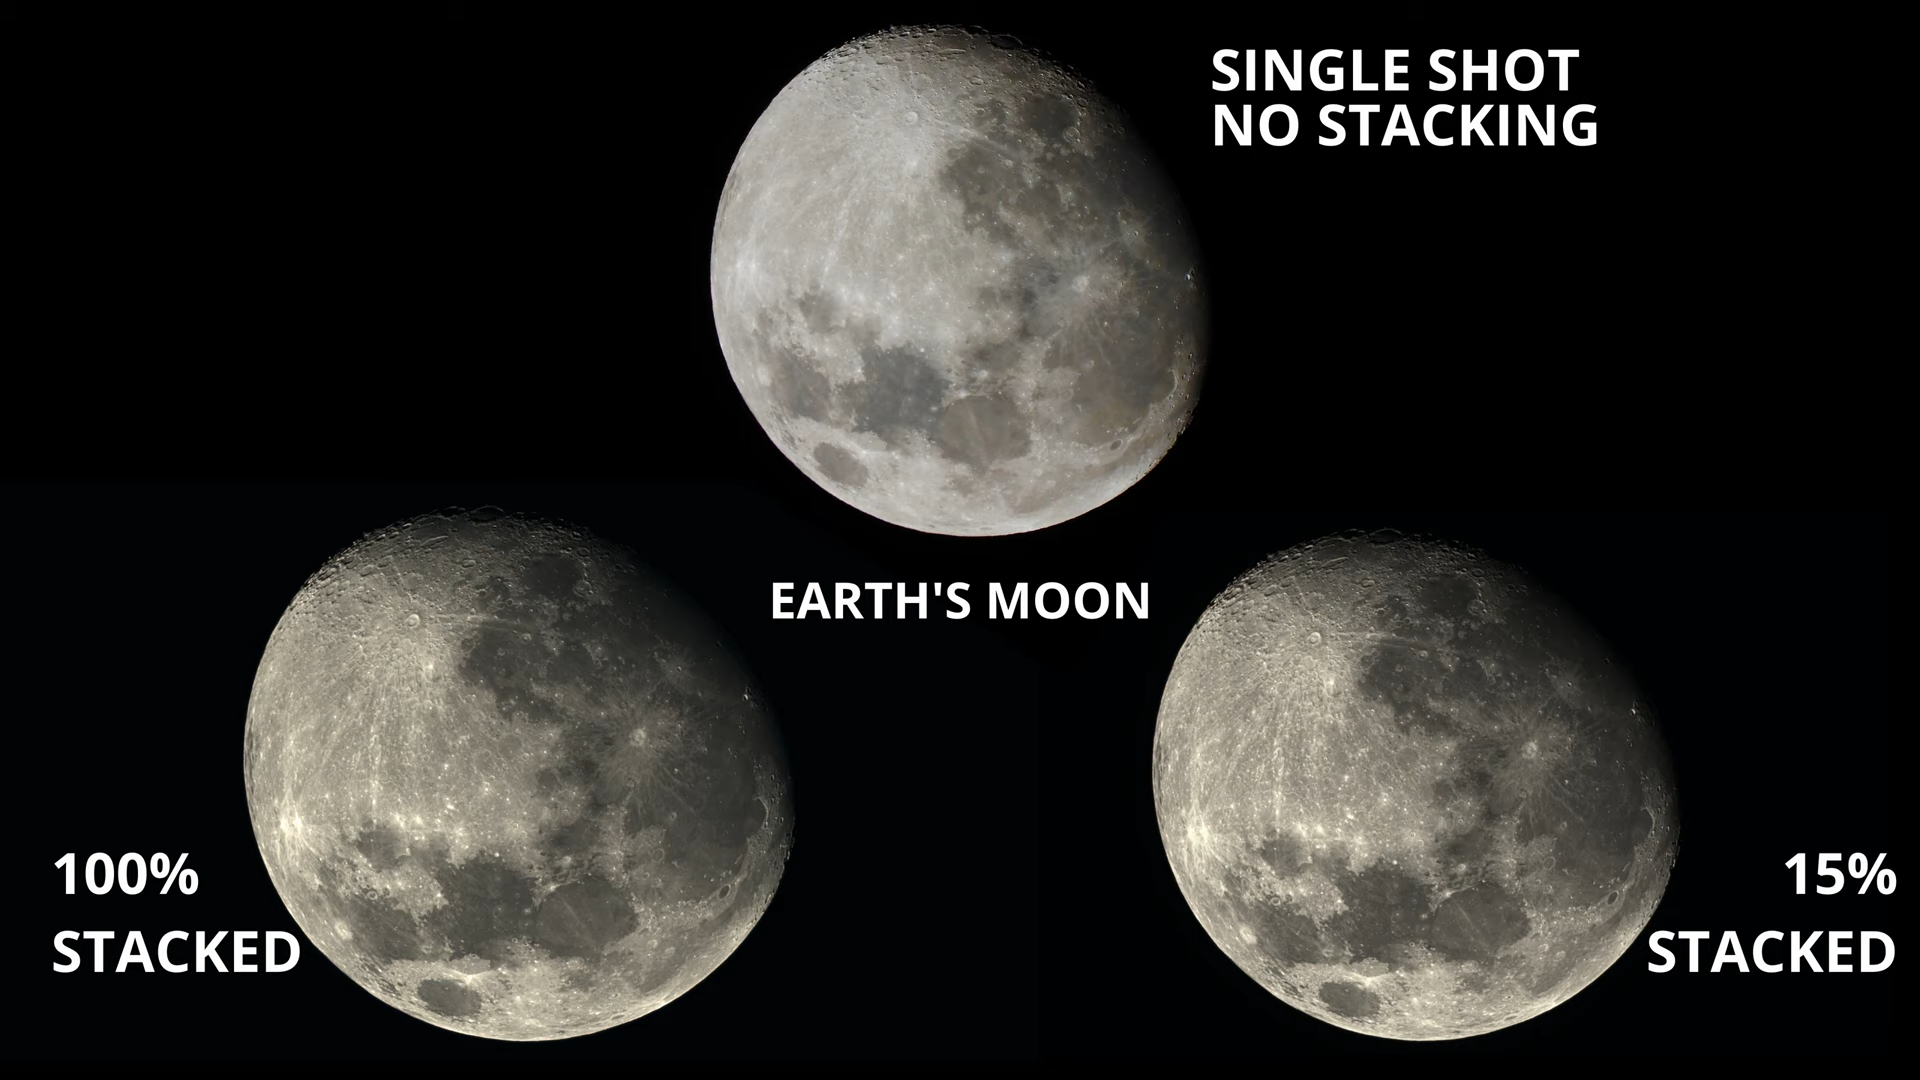 SINGLE SHOT
NO STACKING
EARTH'S MOON
100%
STACKED
15%
STACKED